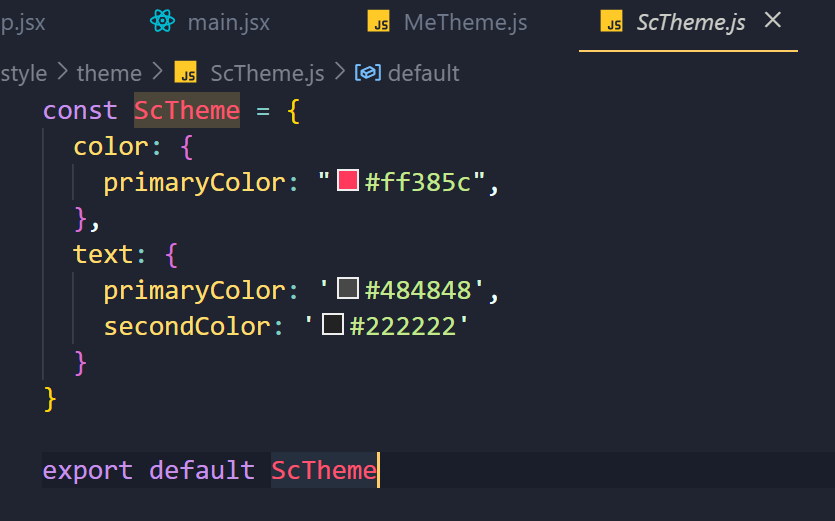 p.jsx main.jsx JS MeTheme.js JS ScTheme.js
style > theme > JS ScTheme.js > default
const ScTheme = {
  color: {
    primaryColor: "#ff385c",
  },
  text: {
    primaryColor: '#484848',
    secondColor: '#222222'
  }
}
export default ScTheme